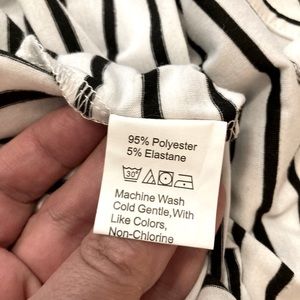 95% Polyester
5% Elastane
30°
Machine Wash
Cold Gentle,With
Like Colors,
Non-Chlorine